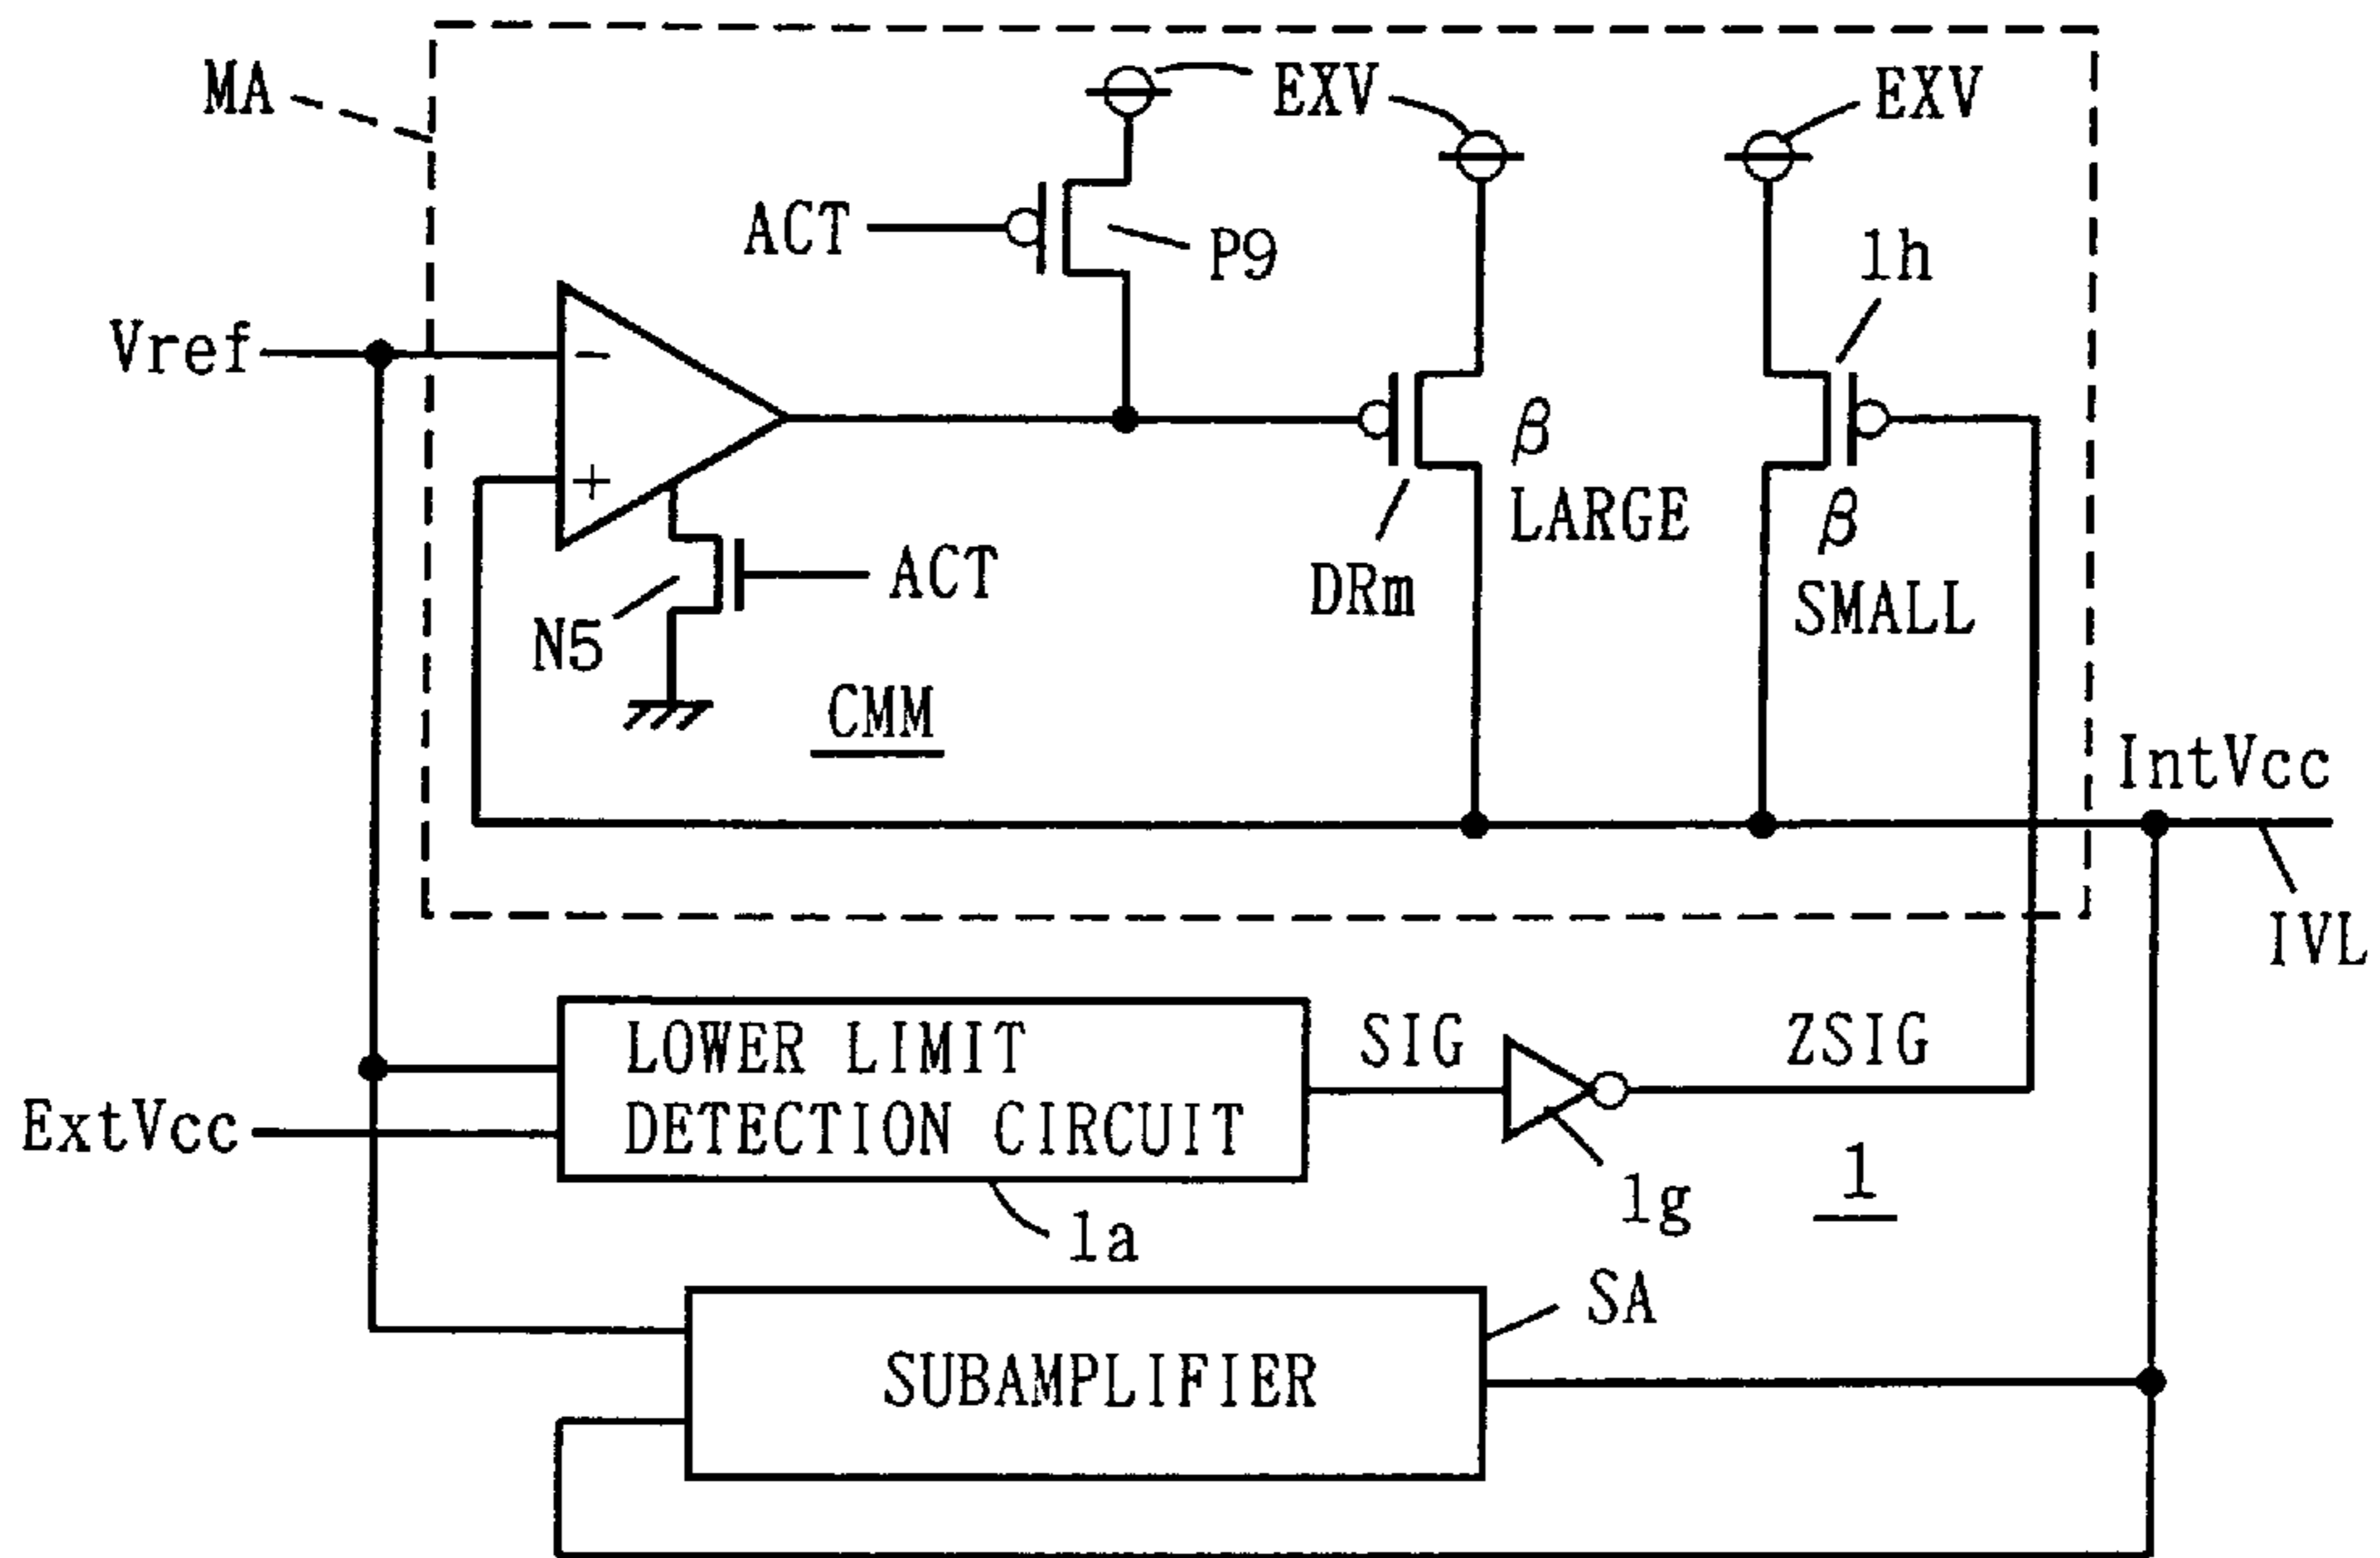 MA
EXV
EXV
ACT
P9
1h
Vref
-
+
β
LARGE
β
SMALL
ACT
DRm
N5
CMM
IntVcc
IVL
LOWER LIMIT
DETECTION CIRCUIT
SIG
ZSIG
ExtVcc
1g
1
1a
SA
SUBAMPLIFIER